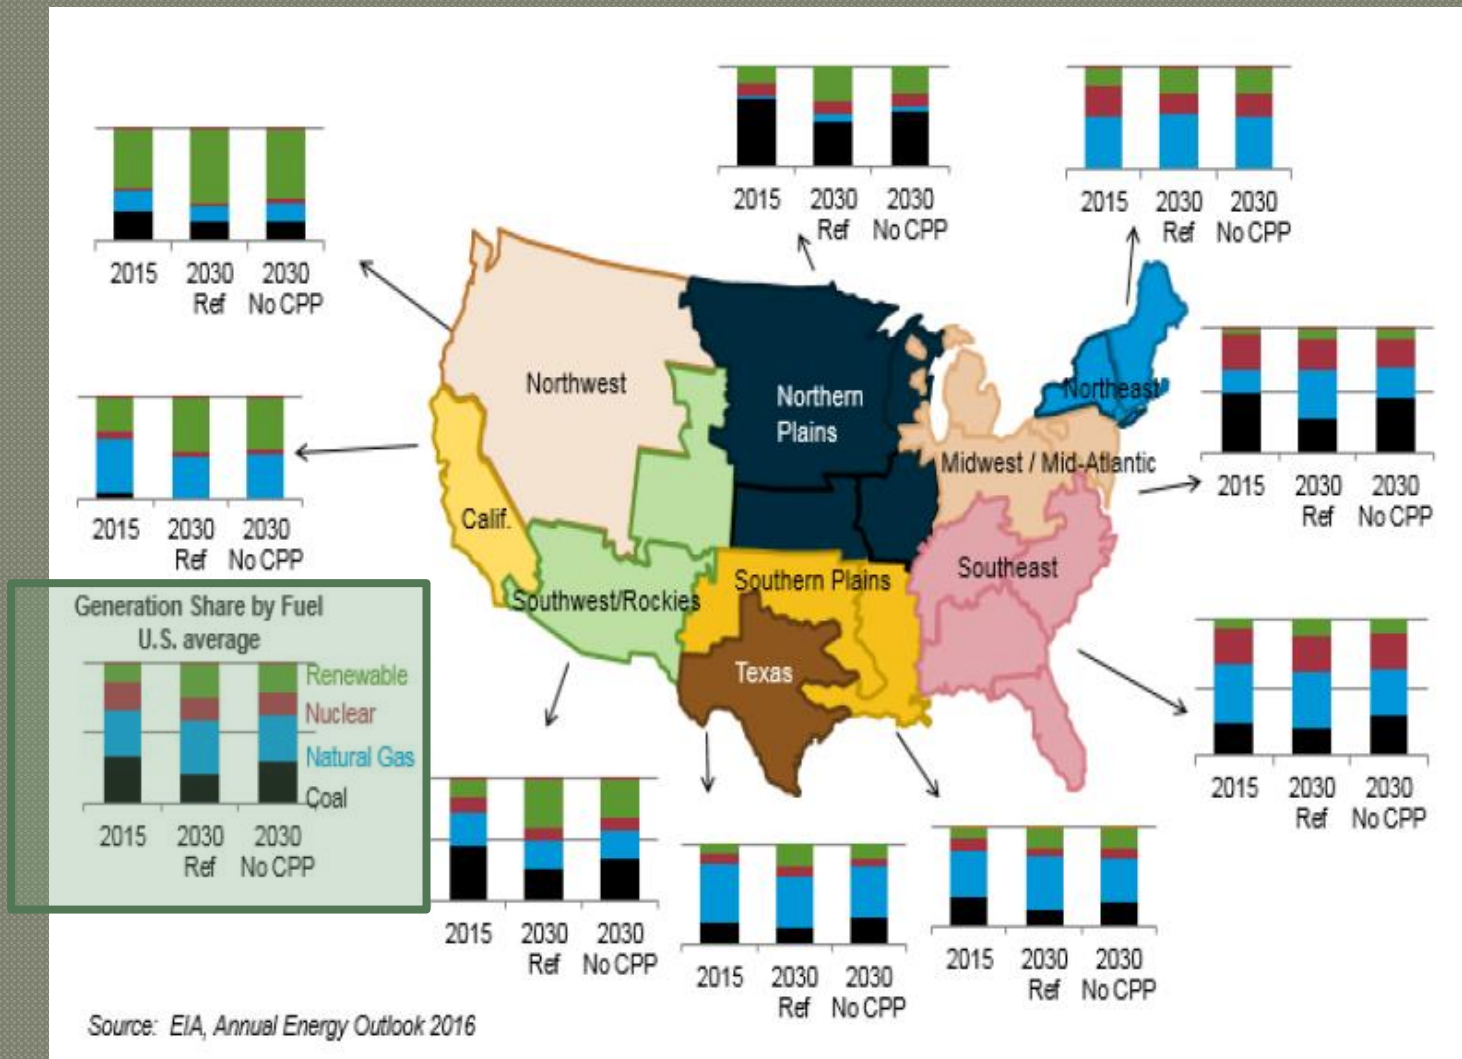 2015 2030 2030
Ref No CPP
2015 2030 2030
Ref No CPP
2015 2030 2030
Ref No CPP
Northwest
Northern
Plains
Northeast
Midwest / Mid-Atlantic
2015 2030 2030
Ref No CPP
2015 2030 2030
Ref No CPP
Calif.
Southwest/Rockies
Southern Plains
Southeast
Texas
Generation Share by Fuel
U.S. average
Renewable
Nuclear
Natural Gas
Coal
2015 2030 2030
Ref No CPP
2015 2030 2030
Ref No CPP
2015 2030 2030
Ref No CPP
2015 2030 2030
Ref No CPP
2015 2030 2030
Ref No CPP
Source: EIA, Annual Energy Outlook 2016